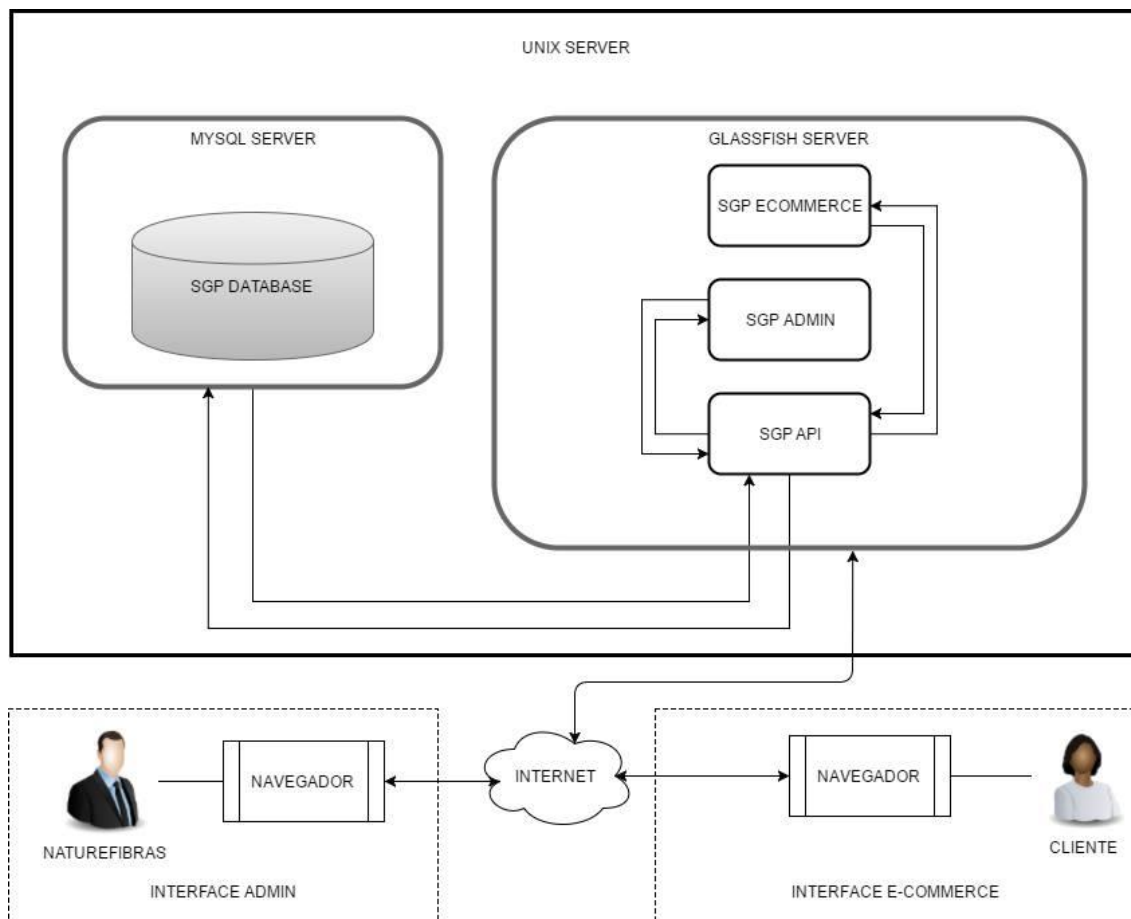 UNIX SERVER
MYSQL SERVER
SGP DATABASE
GLASSFISH SERVER
SGP ECOMMERCE
SGP ADMIN
SGP API
NAVEGADOR
INTERNET
NAVEGADOR
NATUREFIBRAS
CLIENTE
INTERFACE ADMIN
INTERFACE E-COMMERCE